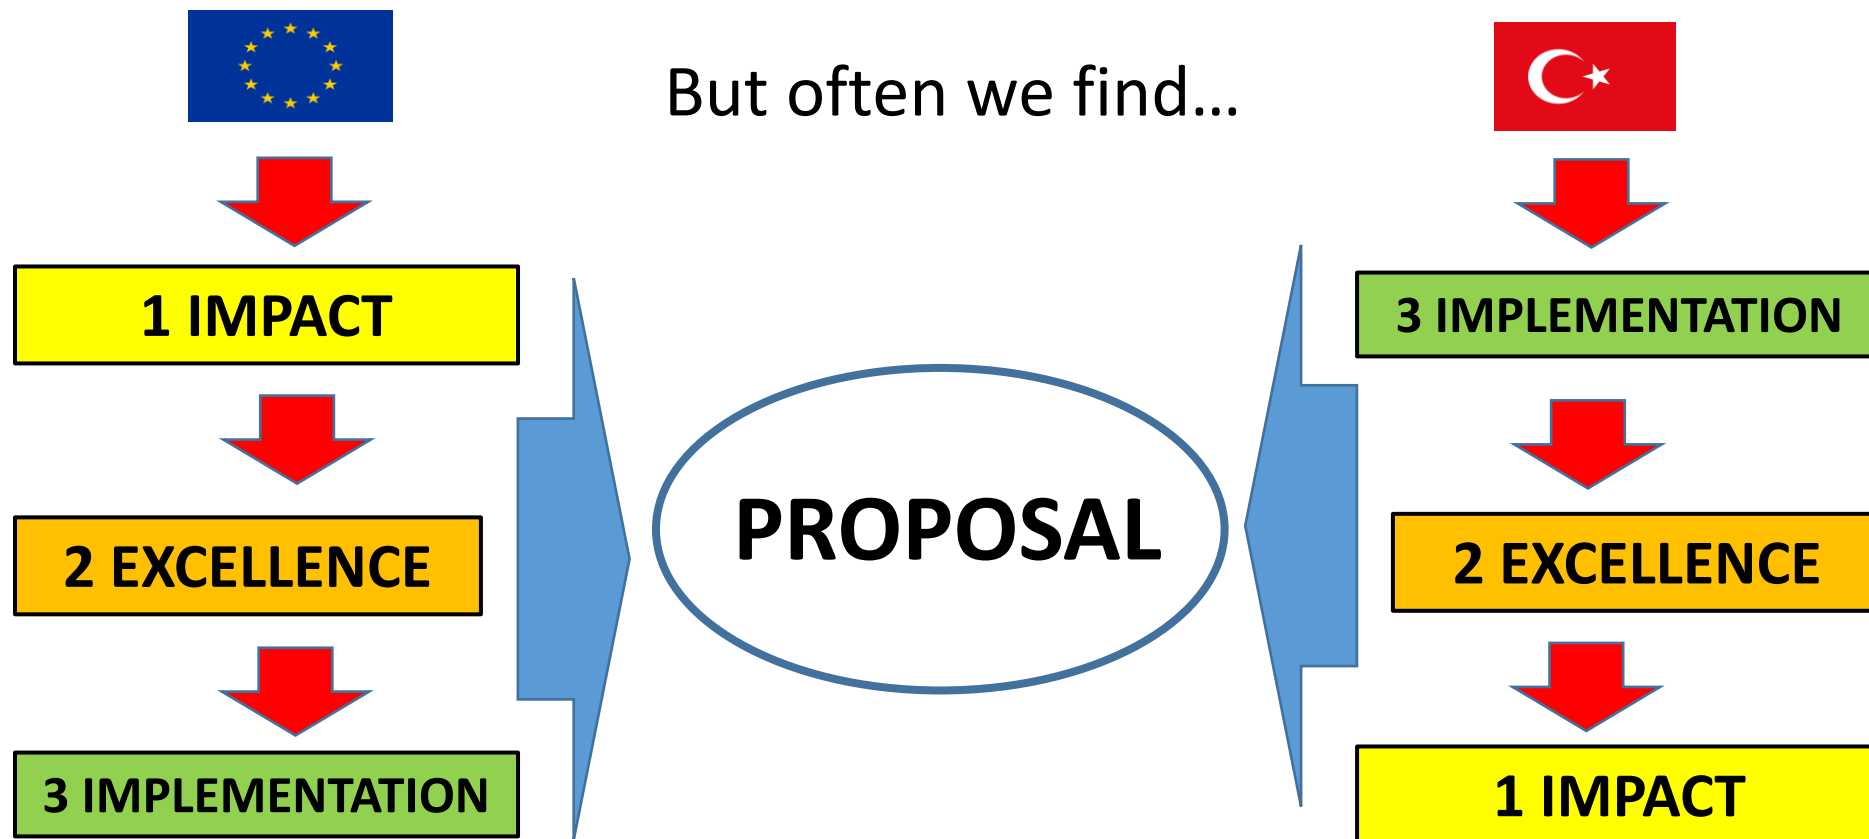 But often we find...
1 IMPACT
2 EXCELLENCE
3 IMPLEMENTATION
PROPOSAL
3 IMPLEMENTATION
2 EXCELLENCE
1 IMPACT